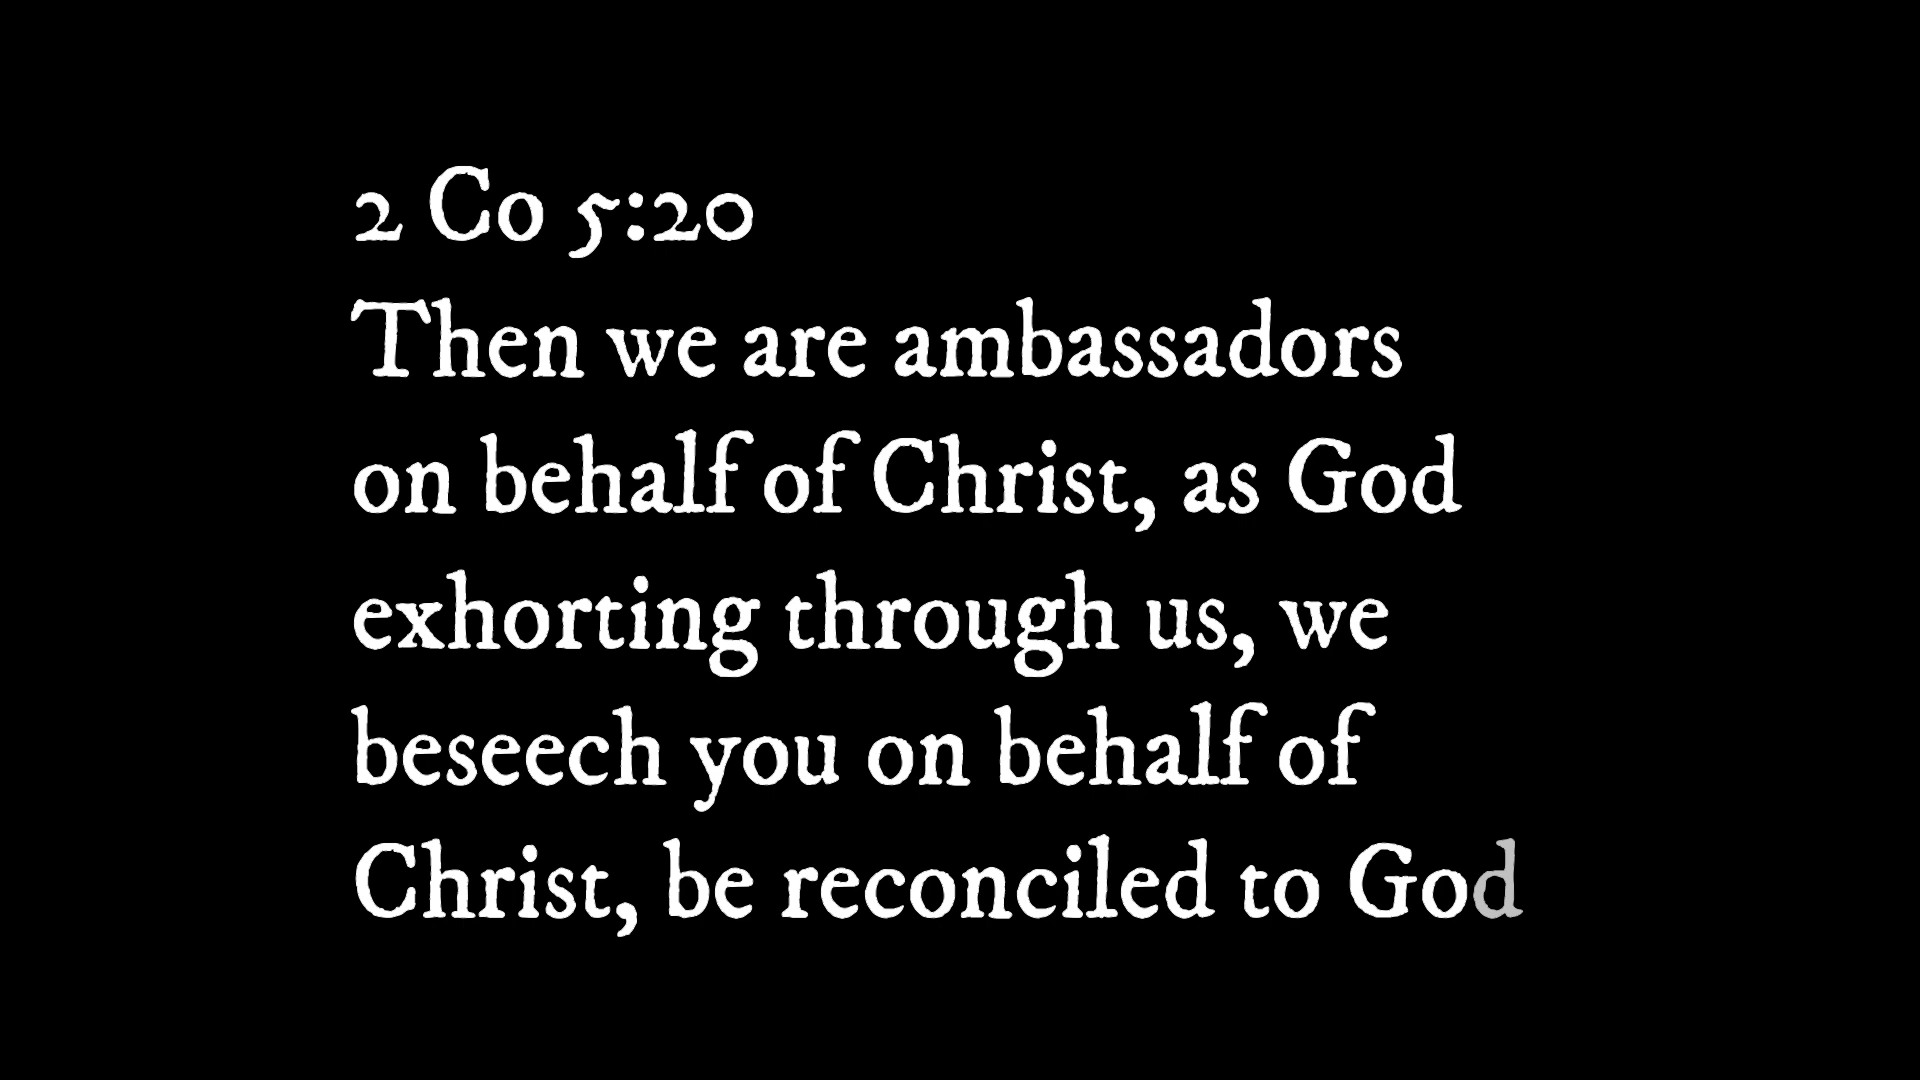 2 Co 5:20
Then we are ambassadors
on behalf of Christ, as God
exhorting through us, we
beseech you on behalf of
Christ, be reconciled to God